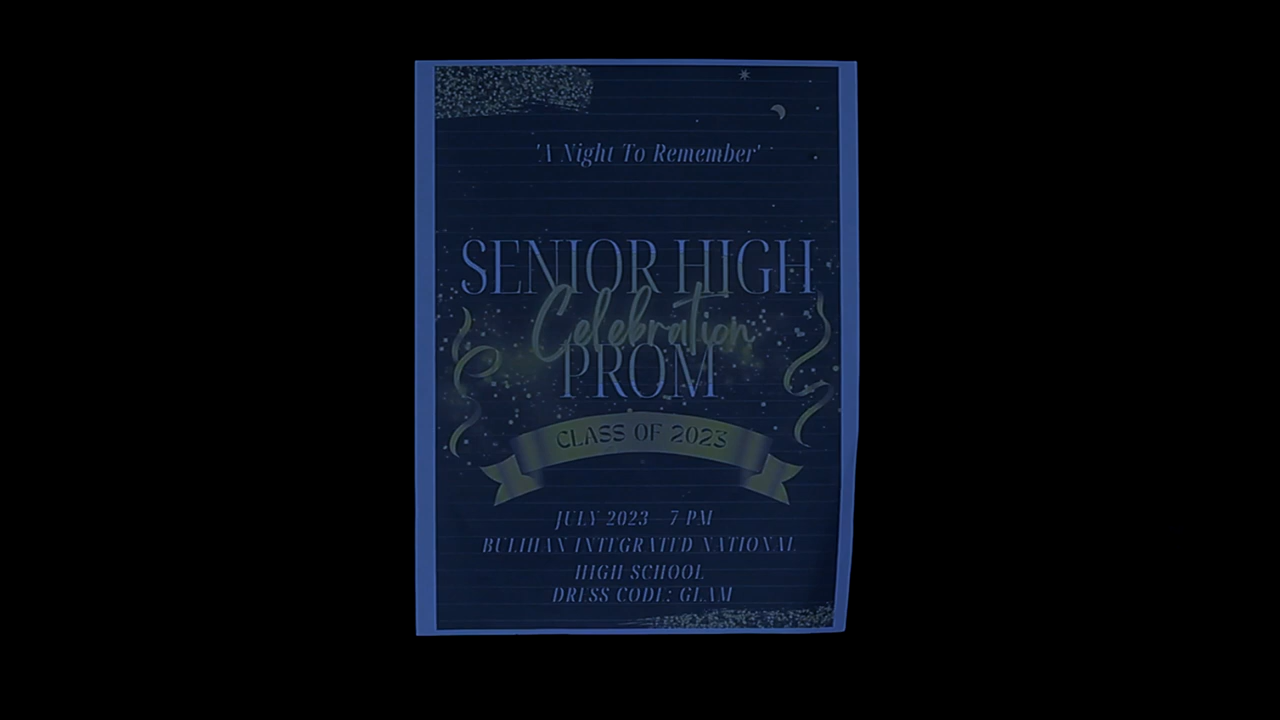 'A Night To Remember'
SENIOR HIGH
Celebration
PROM
CLASS OF 2023
JULY 2023 7 PM
BULIHAN INTEGRATED NATIONAL
HIGH SCHOOL
DRESS CODE: GLAM